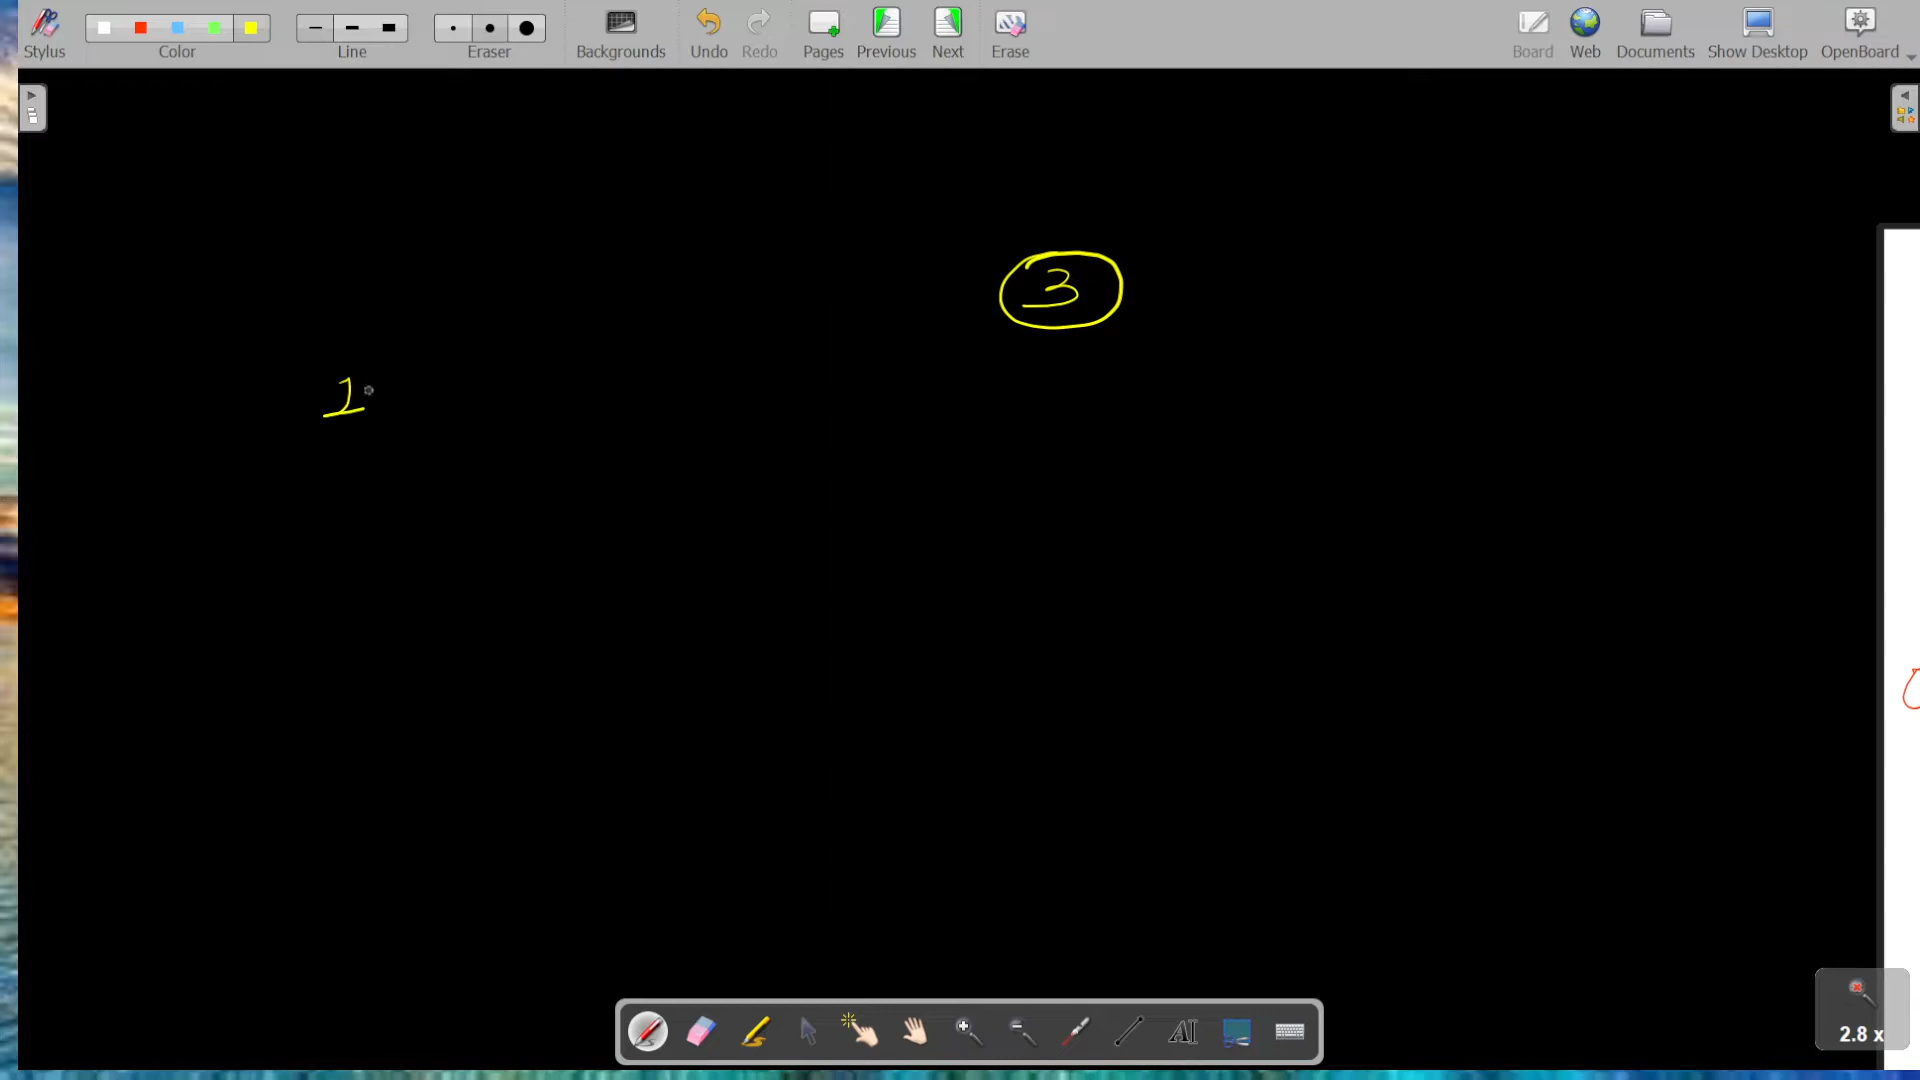 Stylus Color Line Eraser Backgrounds Undo Redo Pages Previous Next Erase Board Web Documents Show Desktop OpenBoard
3
1
AI
2.8 x